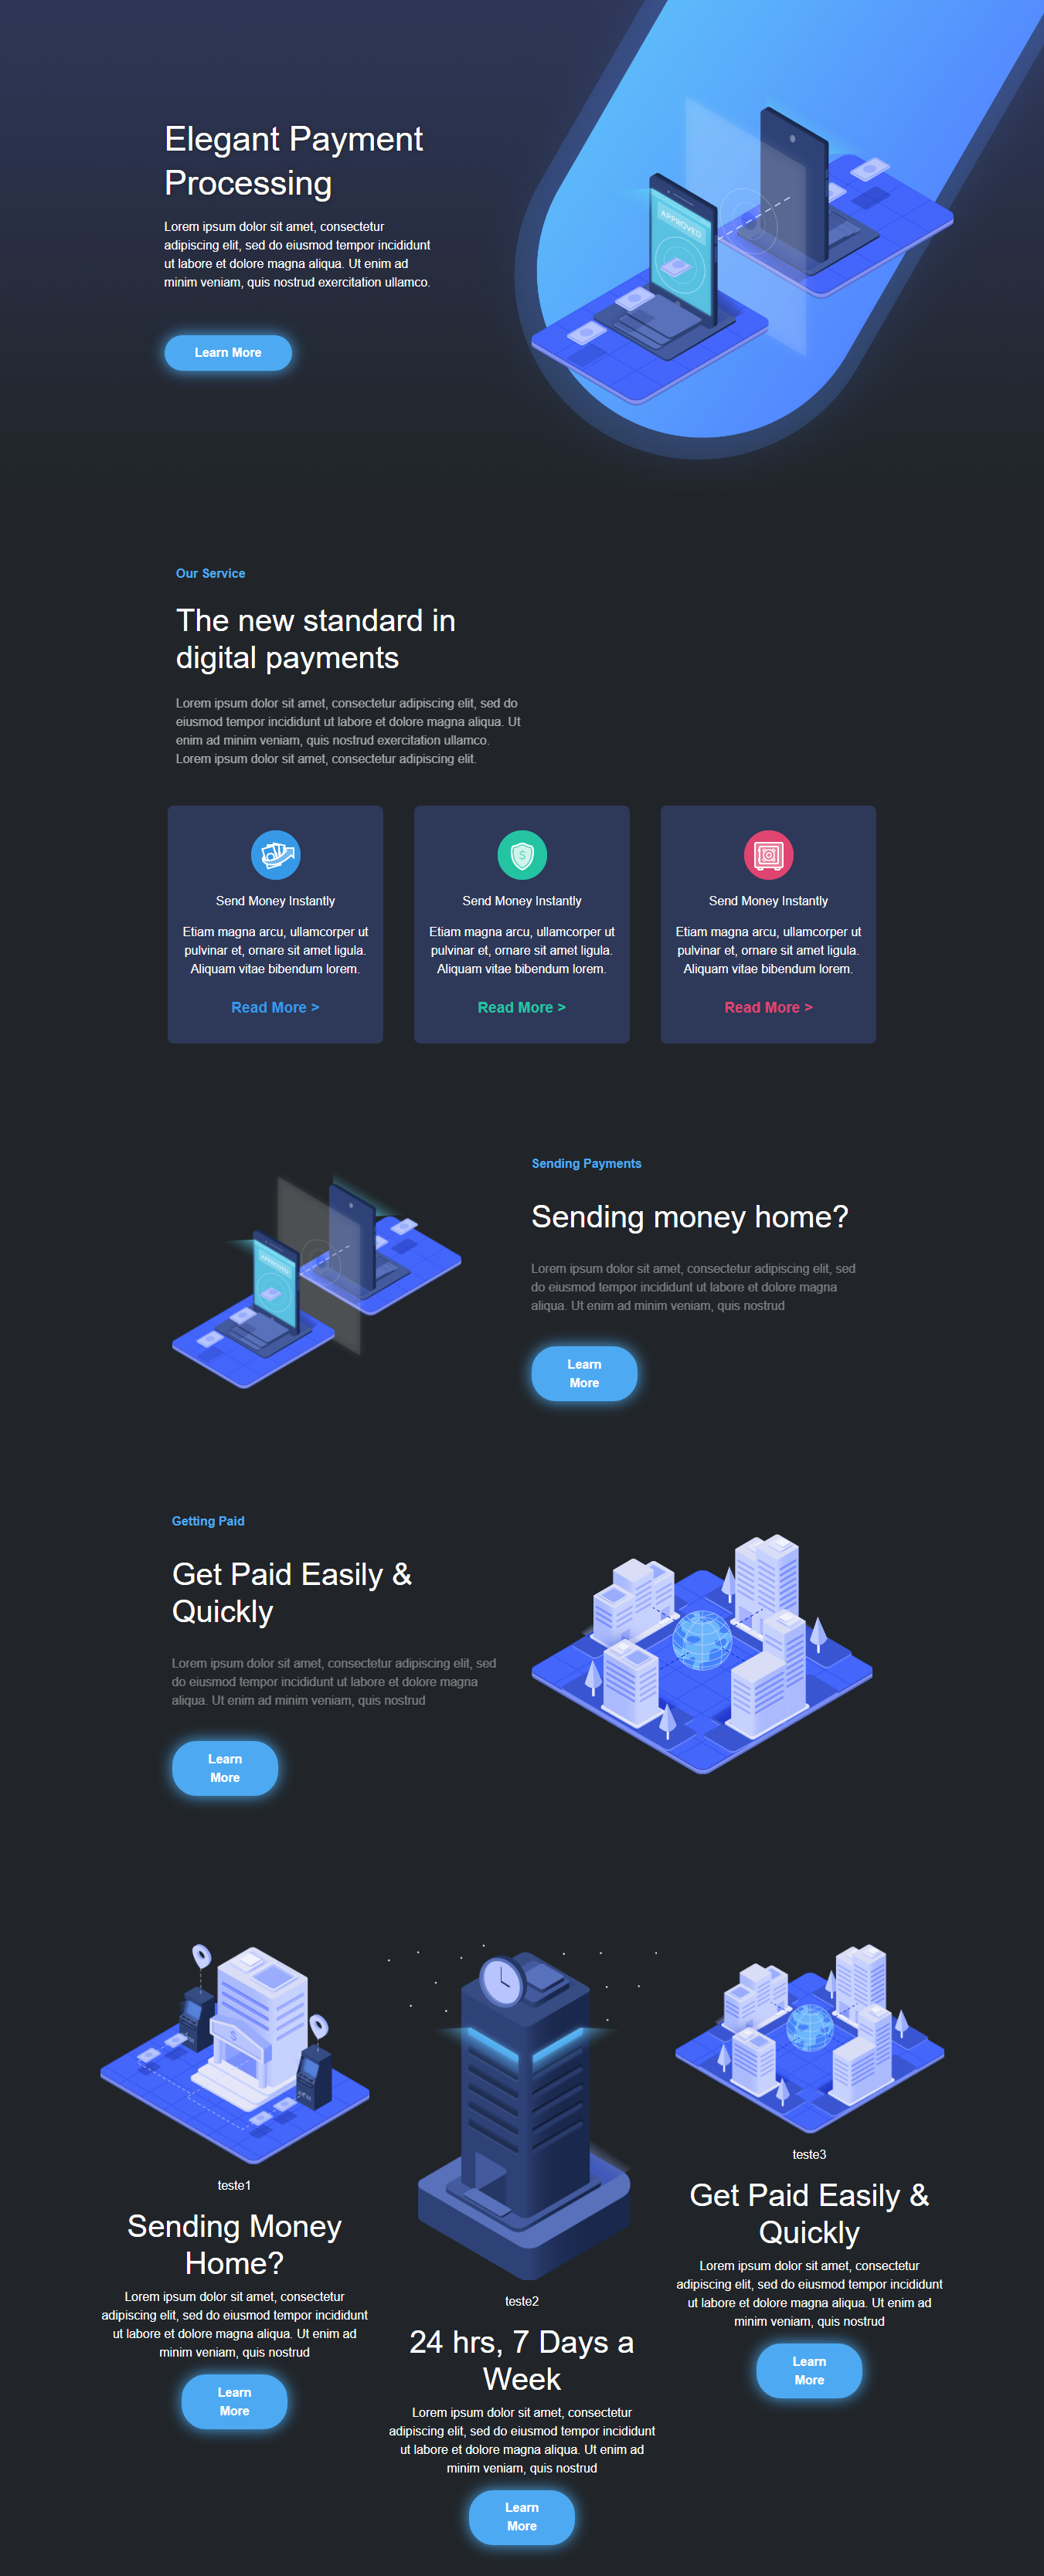 Elegant Payment
Processing
Lorem ipsum dolor sit amet, consectetur
adipiscing elit, sed do eiusmod tempor incididunt
ut labore et dolore magna aliqua. Ut enim ad
minim veniam, quis nostrud exercitation ullamco.
Learn More
APPROVED
Our Service
The new standard in
digital payments
Lorem ipsum dolor sit amet, consectetur adipiscing elit, sed do
eiusmod tempor incididunt ut labore et dolore magna aliqua. Ut
enim ad minim veniam, quis nostrud exercitation ullamco.
Lorem ipsum dolor sit amet, consectetur adipiscing elit.
Send Money Instantly
Etiam magna arcu, ullamcorper ut
pulvinar et, ornare sit amet ligula.
Aliquam vitae bibendum lorem.
Read More >
$
Send Money Instantly
Etiam magna arcu, ullamcorper ut
pulvinar et, ornare sit amet ligula.
Aliquam vitae bibendum lorem.
Read More >
Send Money Instantly
Etiam magna arcu, ullamcorper ut
pulvinar et, ornare sit amet ligula.
Aliquam vitae bibendum lorem.
Read More >
APPROVED
Sending Payments
Sending money home?
Lorem ipsum dolor sit amet, consectetur adipiscing elit, sed
do eiusmod tempor incididunt ut labore et dolore magna
aliqua. Ut enim ad minim veniam, quis nostrud
Learn
More
Getting Paid
Get Paid Easily &
Quickly
Lorem ipsum dolor sit amet, consectetur adipiscing elit, sed
do eiusmod tempor incididunt ut labore et dolore magna
aliqua. Ut enim ad minim veniam, quis nostrud
Learn
More
$
teste1
Sending Money
Home?
Lorem ipsum dolor sit amet, consectetur
adipiscing elit, sed do eiusmod tempor incididunt
ut labore et dolore magna aliqua. Ut enim ad
minim veniam, quis nostrud
Learn
More
teste2
24 hrs, 7 Days a
Week
Lorem ipsum dolor sit amet, consectetur
adipiscing elit, sed do eiusmod tempor incididunt
ut labore et dolore magna aliqua. Ut enim ad
minim veniam, quis nostrud
Learn
More
teste3
Get Paid Easily &
Quickly
Lorem ipsum dolor sit amet, consectetur
adipiscing elit, sed do eiusmod tempor incididunt
ut labore et dolore magna aliqua. Ut enim ad
minim veniam, quis nostrud
Learn
More